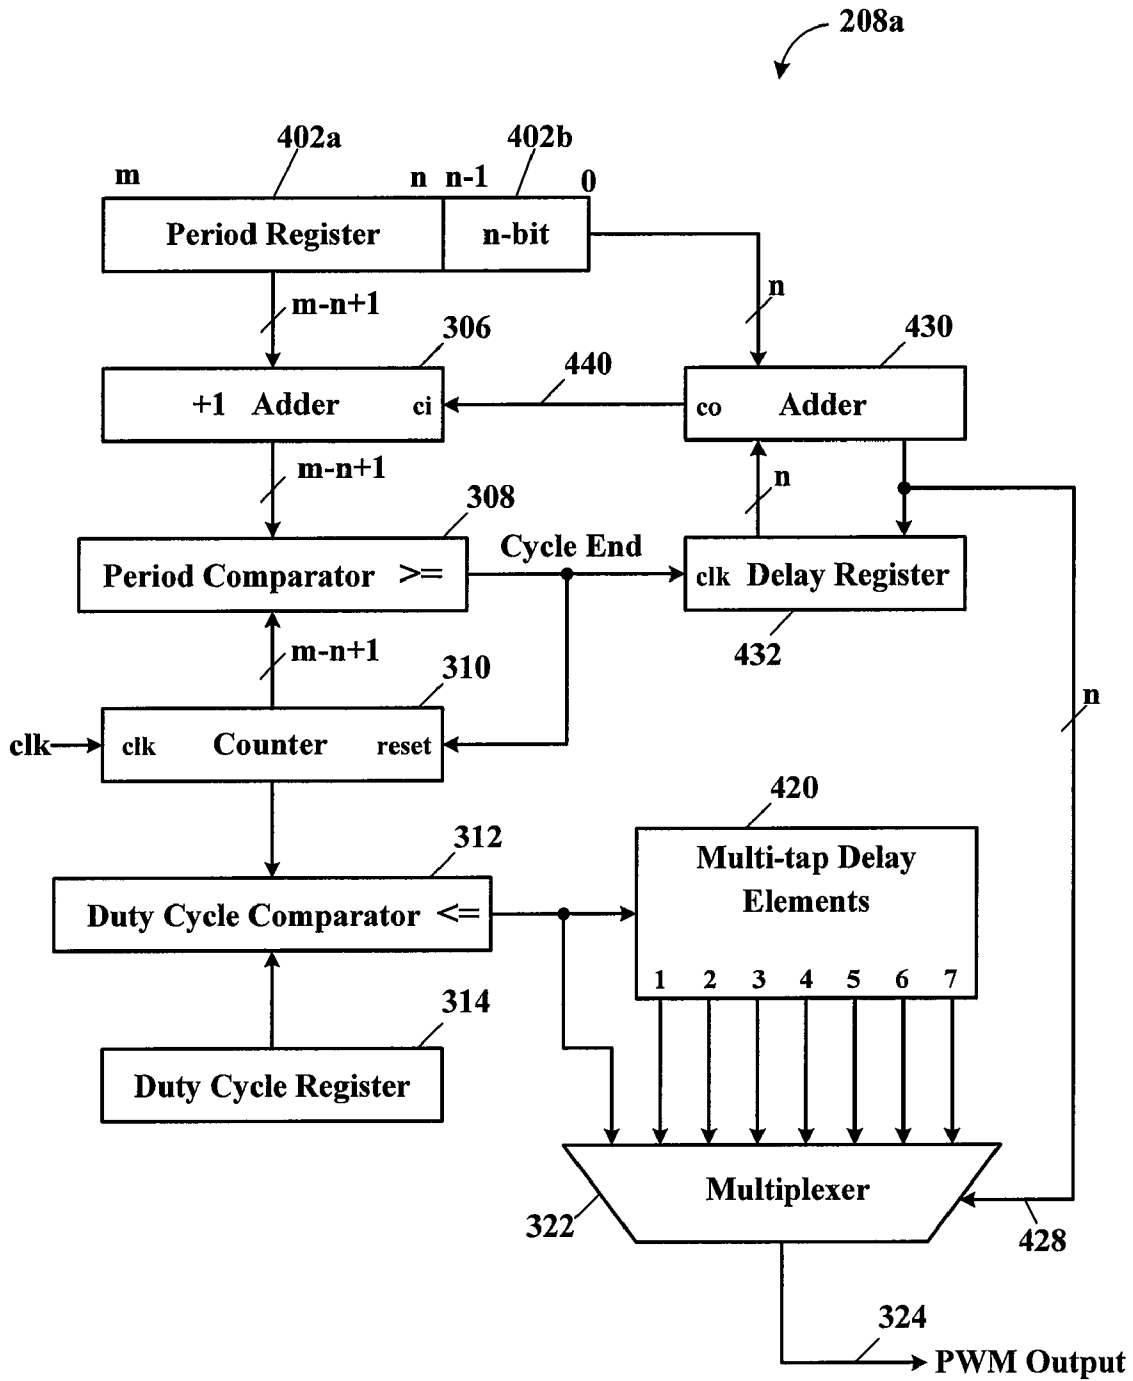 208a
402a 402b
m n n-1 0
Period Register n-bit
m-n+1 n
306 430
440
+1 Adder ci co Adder
m-n+1 n
308
Cycle End
Period Comparator >= clk Delay Register
432
m-n+1
310 n
clk clk Counter reset
420
312
Multi-tap Delay
Elements
Duty Cycle Comparator <=
1 2 3 4 5 6 7
314
Duty Cycle Register
Multiplexer
322 428
324
PWM Output